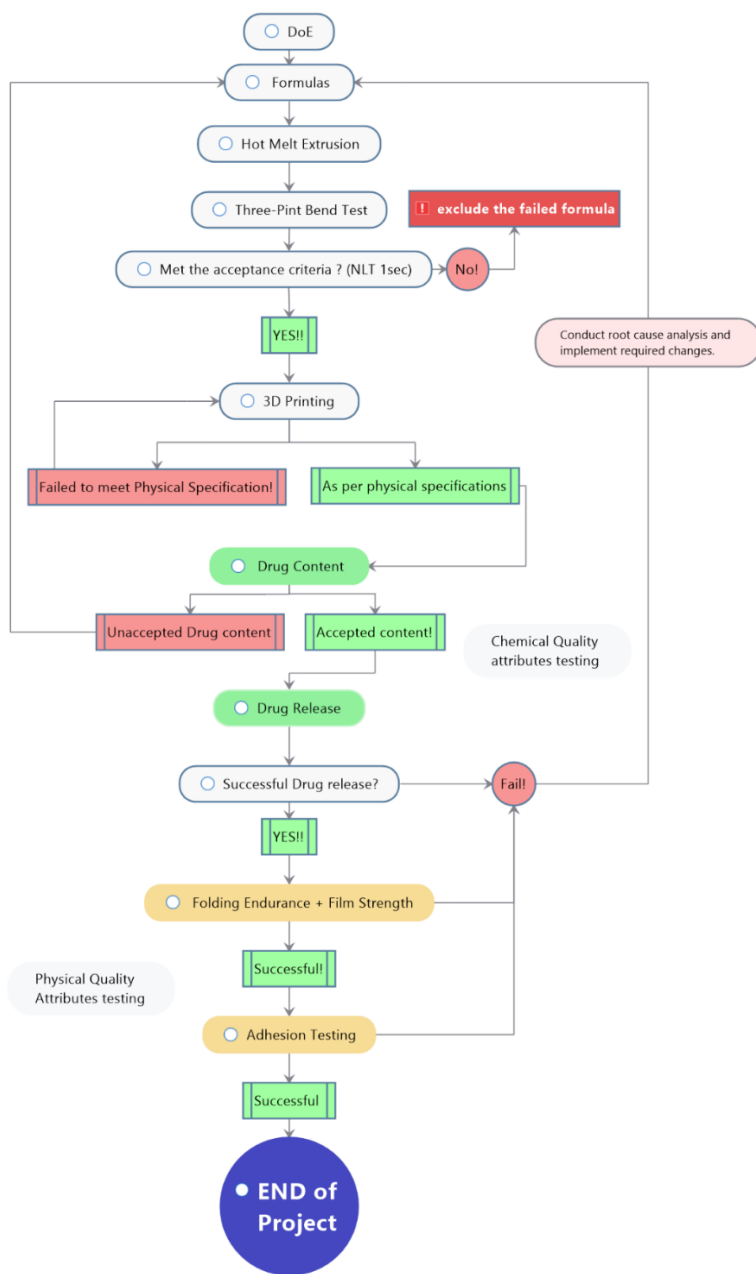 DoE
Formulas
Hot Melt Extrusion
Three-Pint Bend Test
! exclude the failed formula
Met the acceptance criteria ? (NLT 1sec)
No!
YES!!
Conduct root cause analysis and
implement required changes.
3D Printing
Failed to meet Physical Specification!
As per physical specifications
Drug Content
Unaccepted Drug content
Accepted content!
Chemical Quality
attributes testing
Drug Release
Successful Drug release?
Fail!
YES!!
Folding Endurance + Film Strength
Successful!
Physical Quality
Attributes testing
Adhesion Testing
Successful
END of
Project